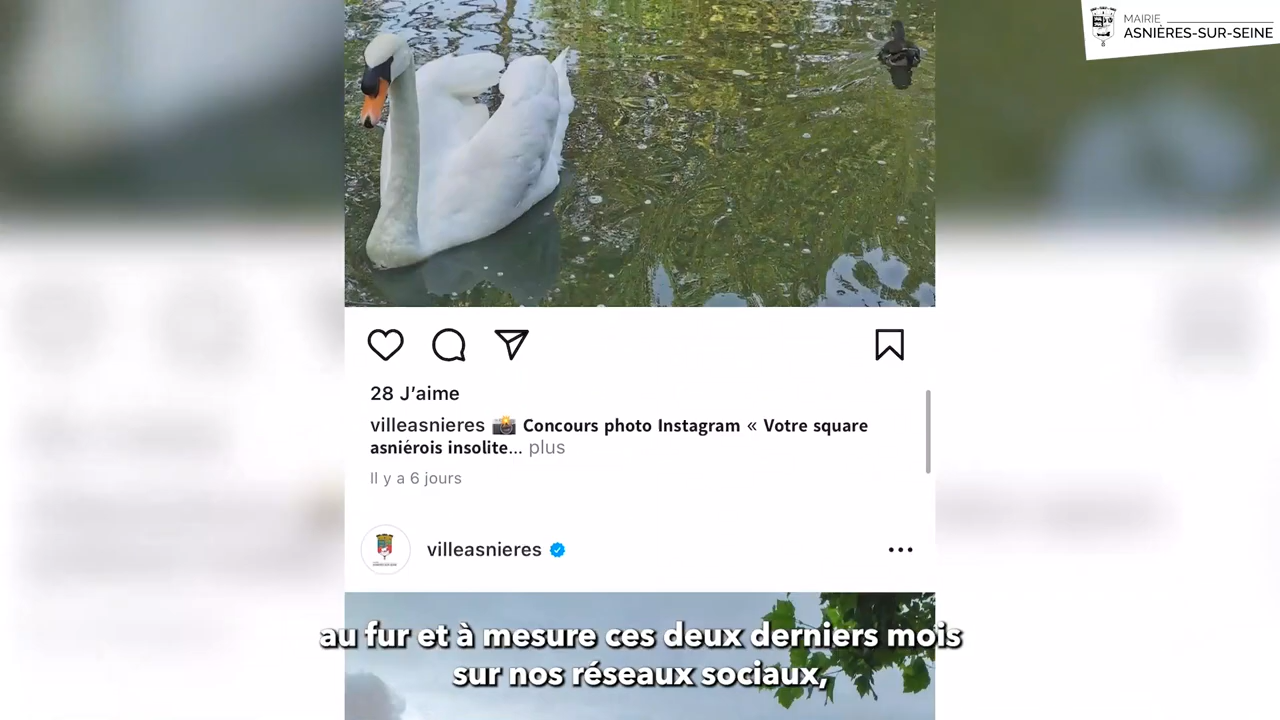 MAIRIE
ASNIÈRES-SUR-SEINE
28 J’aime
villeasnieres 📸 Concours photo Instagram « Votre square
asniérois insolite... plus
Il y a 6 jours
villeasnieres
au fur et à mesure ces deux derniers mois
sur nos réseaux sociaux,